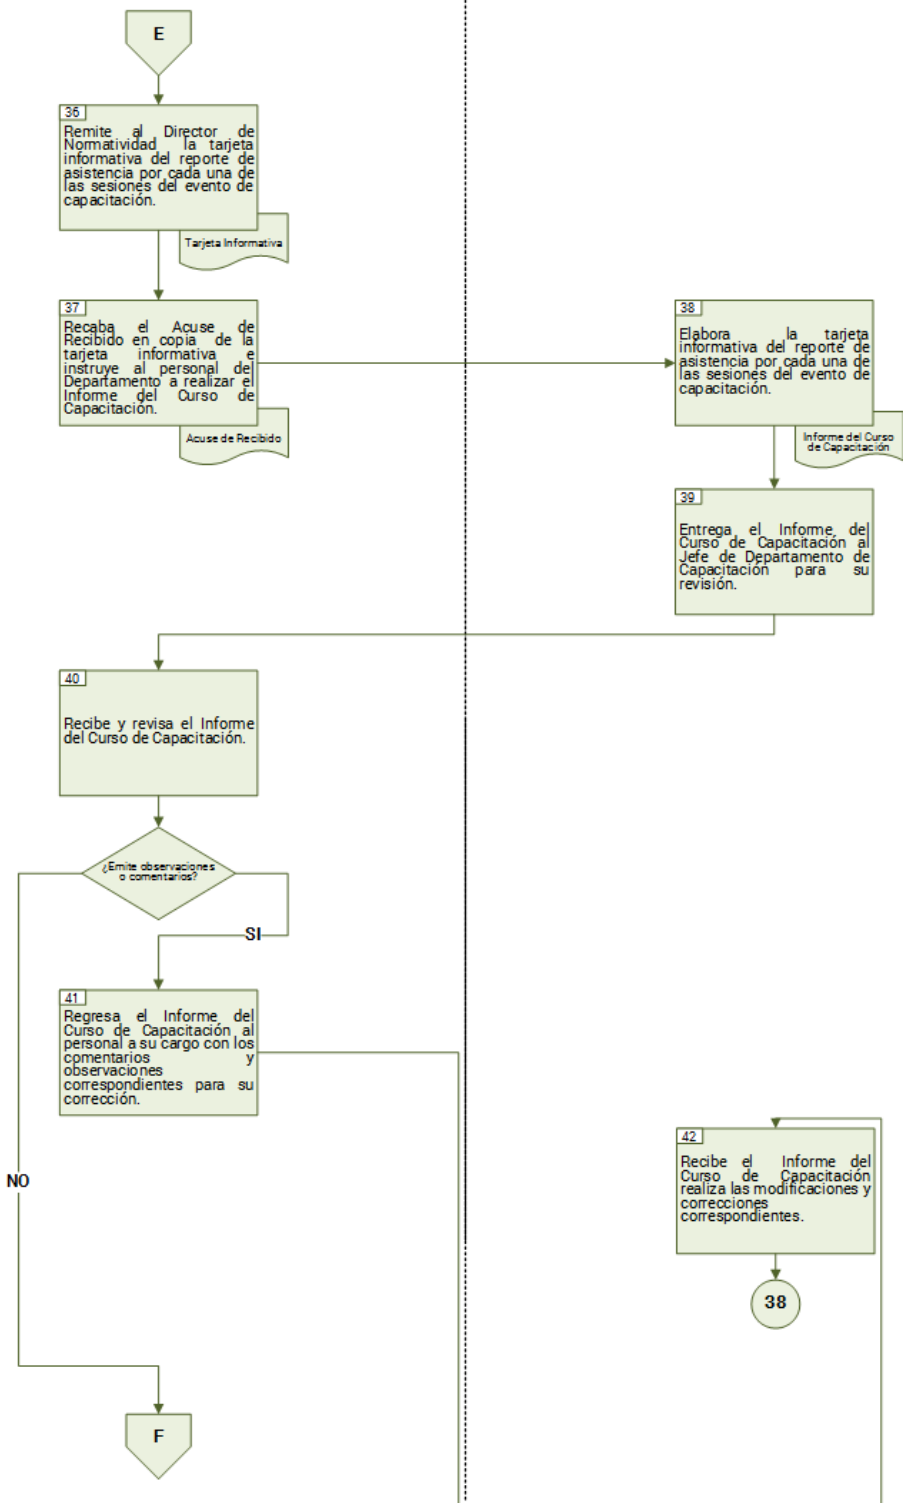 E
36
Remite al Director de
Normatividad la tarjeta
informativa del reporte de
asistencia por cada una de
las sesiones del evento de
capacitación.
Tarjeta Informativa
37
Recaba el Acuse de
Recibido en copia de la
tarjeta informativa e
instruye al personal del
Departamento a realizar el
Informe del Curso de
Capacitación.
Acuse de Recibido
38
Elabora la tarjeta
informativa del reporte de
asistencia por cada una de
las sesiones del evento de
capacitación.
Informe del Curso
de Capacitación
39
Entrega el Informe del
Curso de Capacitación al
Jefe de Departamento de
Capacitación para su
revisión.
40
Recibe y revisa el Informe
del Curso de Capacitación.
¿Emite observaciones
o comentarios?
SI
41
Regresa el Informe del
Curso de Capacitación al
personal a su cargo con los
comentarios y
observaciones
correspondientes para su
corrección.
NO
42
Recibe el Informe del
Curso de Capacitación
realiza las modificaciones y
correcciones
correspondientes.
38
F